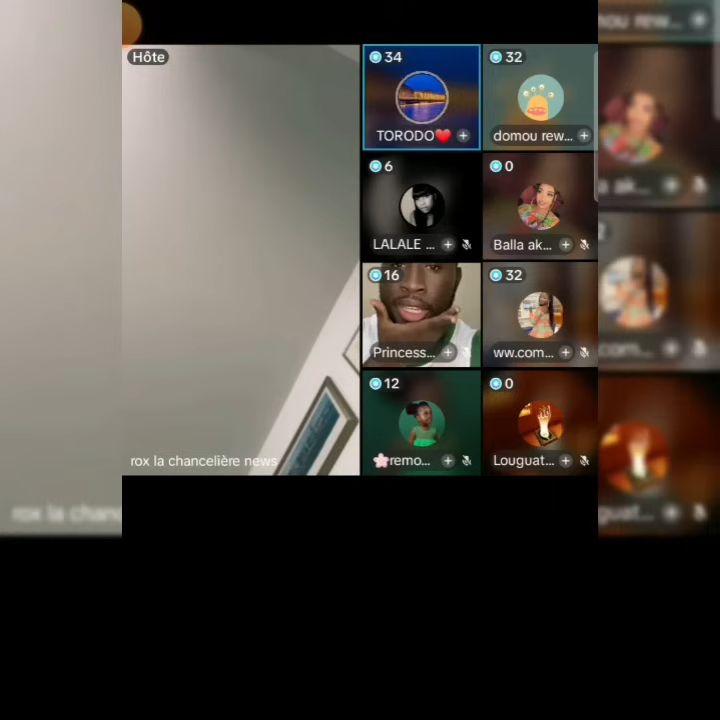 Hôte
34
32
TORODO❤️
domou rew...
6
0
LALALE ...
Balla ak...
16
32
Princess...
ww.com...
12
0
🌸remo...
Louguat...
rox la chancelière news